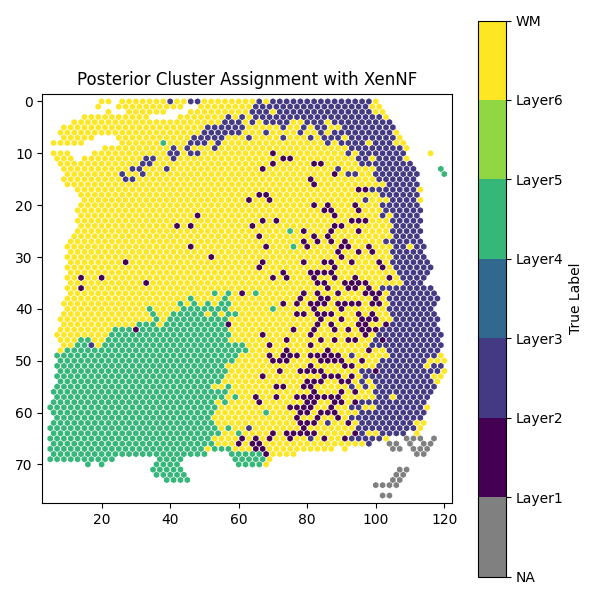 Posterior Cluster Assignment with XenNF
0
10
20
30
40
50
60
70
20
40
60
80
100
120
WM
Layer6
Layer5
Layer4
Layer3
Layer2
Layer1
NA
True Label